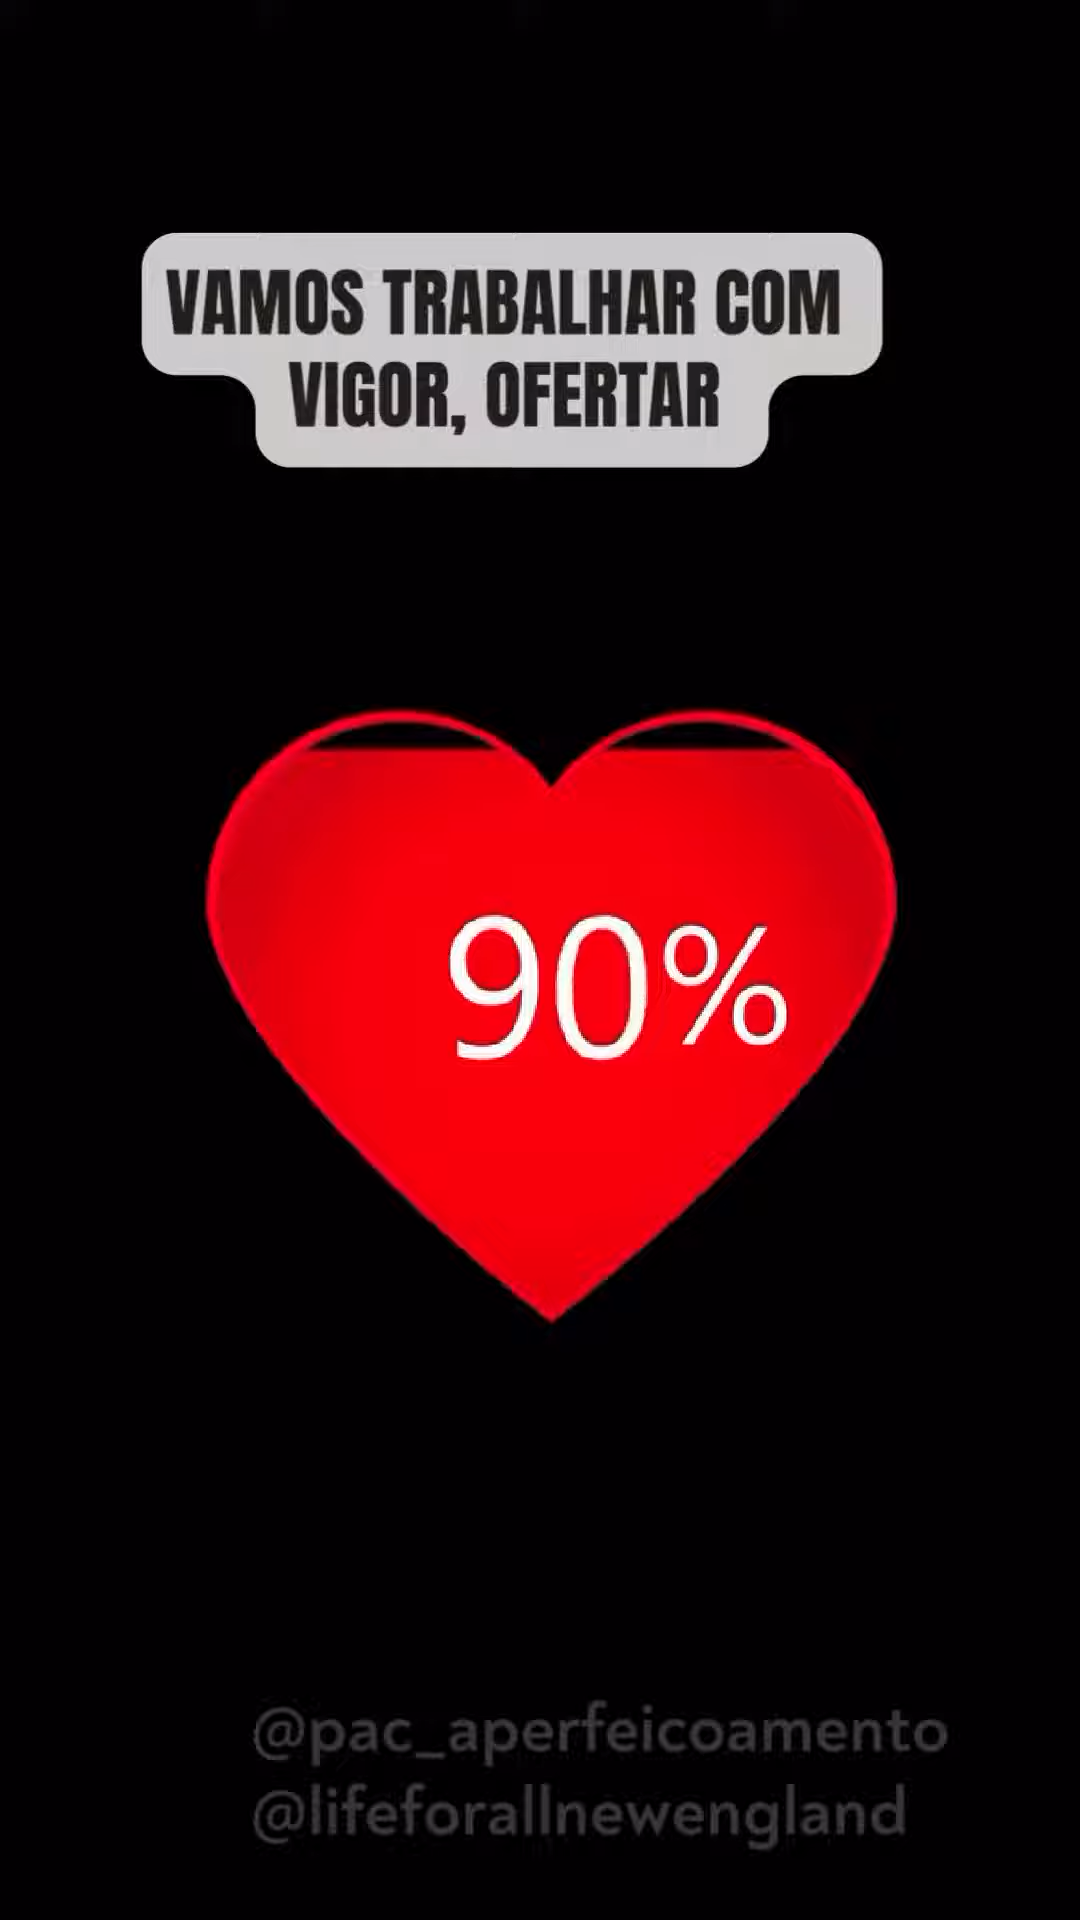 VAMOS TRABALHAR COM
VIGOR, OFERTAR
90%
@pac_aperfeicoamento
@lifeforallnewengland